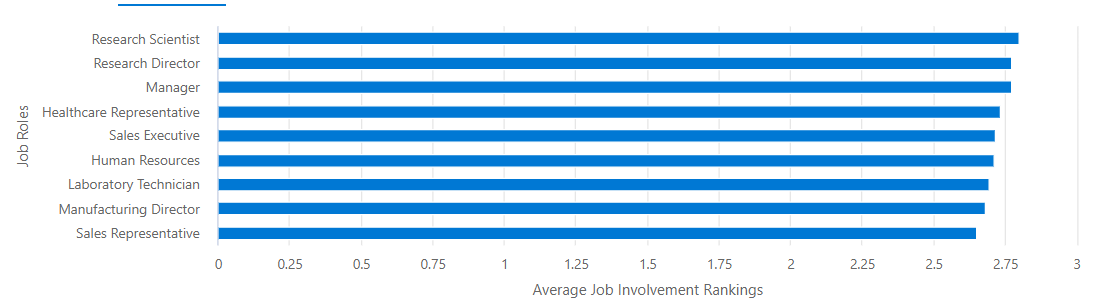 Research Scientist
Research Director
Manager
Healthcare Representative
Sales Executive
Human Resources
Laboratory Technician
Manufacturing Director
Sales Representative
Job Roles
0 0.25 0.5 0.75 1 1.25 1.5 1.75 2 2.25 2.5 2.75 3
Average Job Involvement Rankings